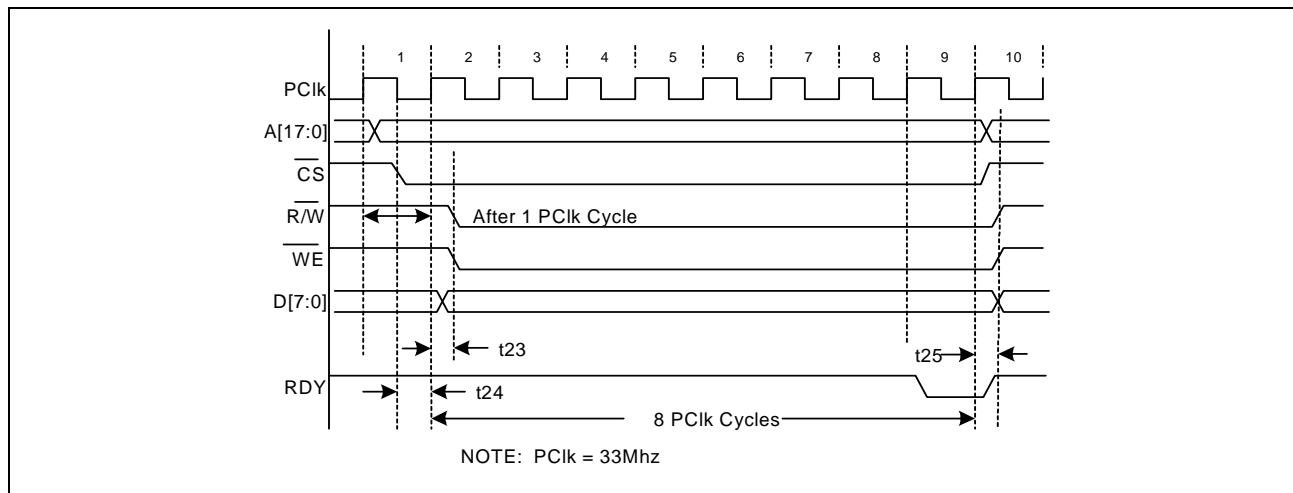 1 2 3 4 5 6 7 8 9 10
PClk
A[17:0]
CS
R/W
After 1 PClk Cycle
WE
D[7:0]
t23
t25
RDY
t24
8 PClk Cycles
NOTE: PClk = 33Mhz